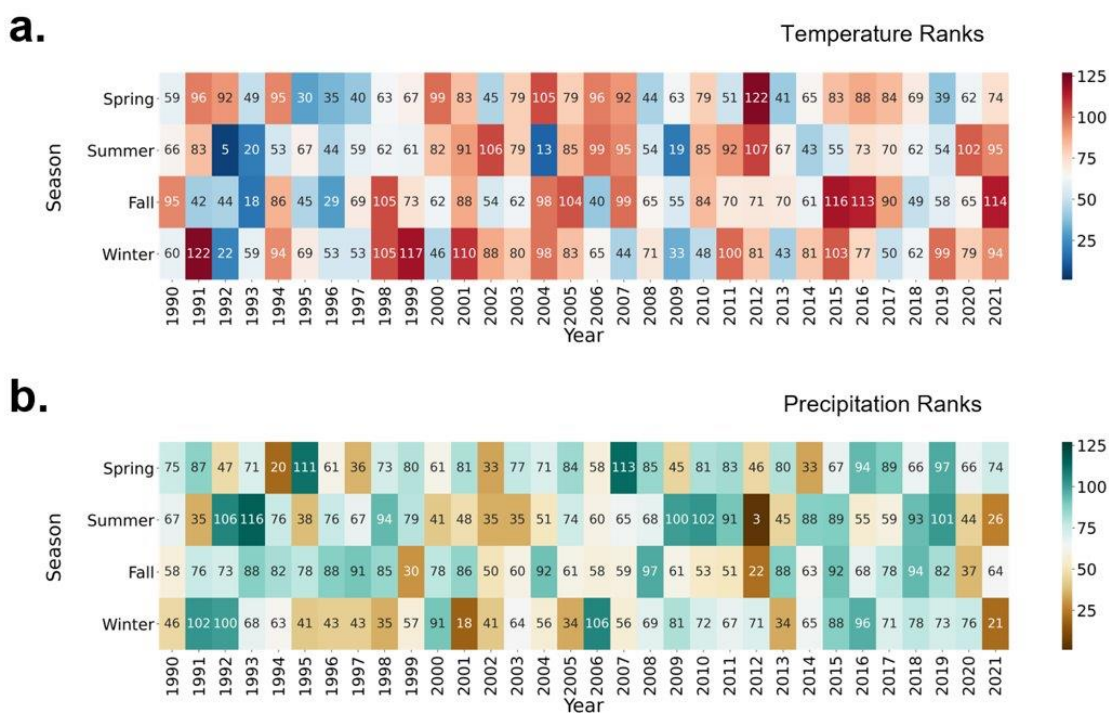 a.
Temperature Ranks
Spring 59 96 92 49 95 30 35 40 63 67 99 83 45 79 105 79 96 92 44 63 79 51 122 41 65 83 88 84 69 39 62 74
Summer 66 83 5 20 53 67 44 59 62 61 82 91 106 79 13 85 99 95 54 19 85 92 107 67 43 55 73 70 62 54 102 95
Fall 95 42 44 18 86 45 29 69 105 73 62 88 54 62 98 104 40 99 65 55 84 70 71 70 61 116 113 90 49 58 65 114
Winter 60 122 22 59 94 69 53 53 105 117 46 110 88 80 98 83 65 44 71 33 48 100 81 43 81 103 77 50 62 99 79 94
Season
1990 1991 1992 1993 1994 1995 1996 1997 1998 1999 2000 2001 2002 2003 2004 2005 2006 2007 2008 2009 2010 2011 2012 2013 2014 2015 2016 2017 2018 2019 2020 2021
Year
125
100
75
50
25
b.
Precipitation Ranks
Spring 75 87 47 71 20 111 61 36 73 80 61 81 33 77 71 84 58 113 85 45 81 83 46 80 33 67 94 89 66 97 66 74
Summer 67 35 106 116 76 38 76 67 94 79 41 48 35 35 51 74 60 65 68 100 102 91 3 45 88 89 55 59 93 101 44 26
Fall 58 76 73 88 82 78 88 91 85 30 78 86 50 60 92 61 58 59 97 61 53 51 22 88 63 92 68 78 94 82 37 64
Winter 46 102 100 68 63 41 43 43 35 57 91 18 41 64 56 34 106 56 69 81 72 67 71 34 65 88 96 71 78 73 76 21
Season
1990 1991 1992 1993 1994 1995 1996 1997 1998 1999 2000 2001 2002 2003 2004 2005 2006 2007 2008 2009 2010 2011 2012 2013 2014 2015 2016 2017 2018 2019 2020 2021
Year
125
100
75
50
25